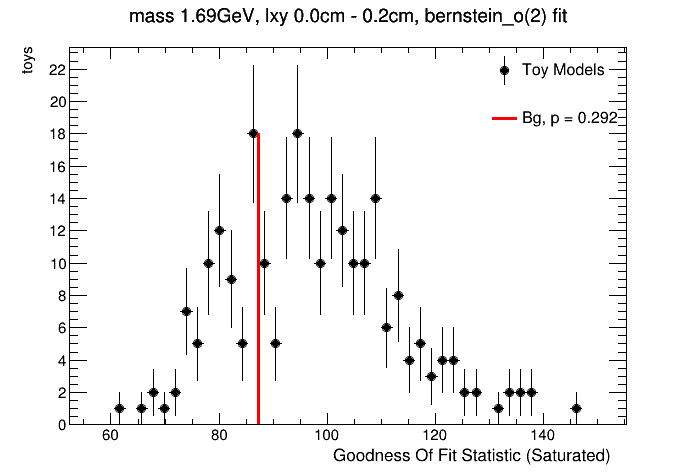 mass 1.69GeV, lxy 0.0cm - 0.2cm, bernstein_o(2) fit
toys
22
20
18
16
14
12
10
8
6
4
2
0
Toy Models
Bg, p = 0.292
60 80 100 120 140
Goodness Of Fit Statistic (Saturated)